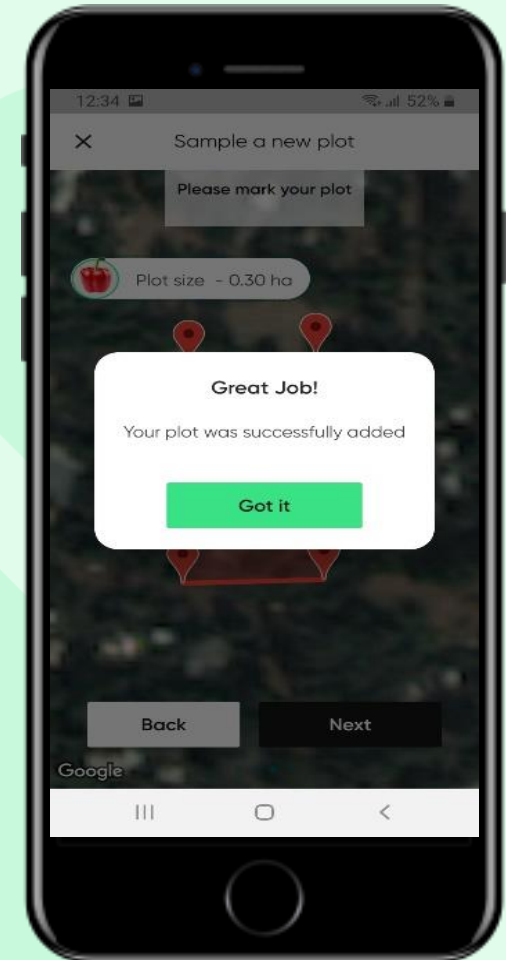 12:34 52%
Sample a new plot
Please mark your plot
Plot size - 0.30 ha
Great Job!
Your plot was successfully added
Got it
Back Next
Google